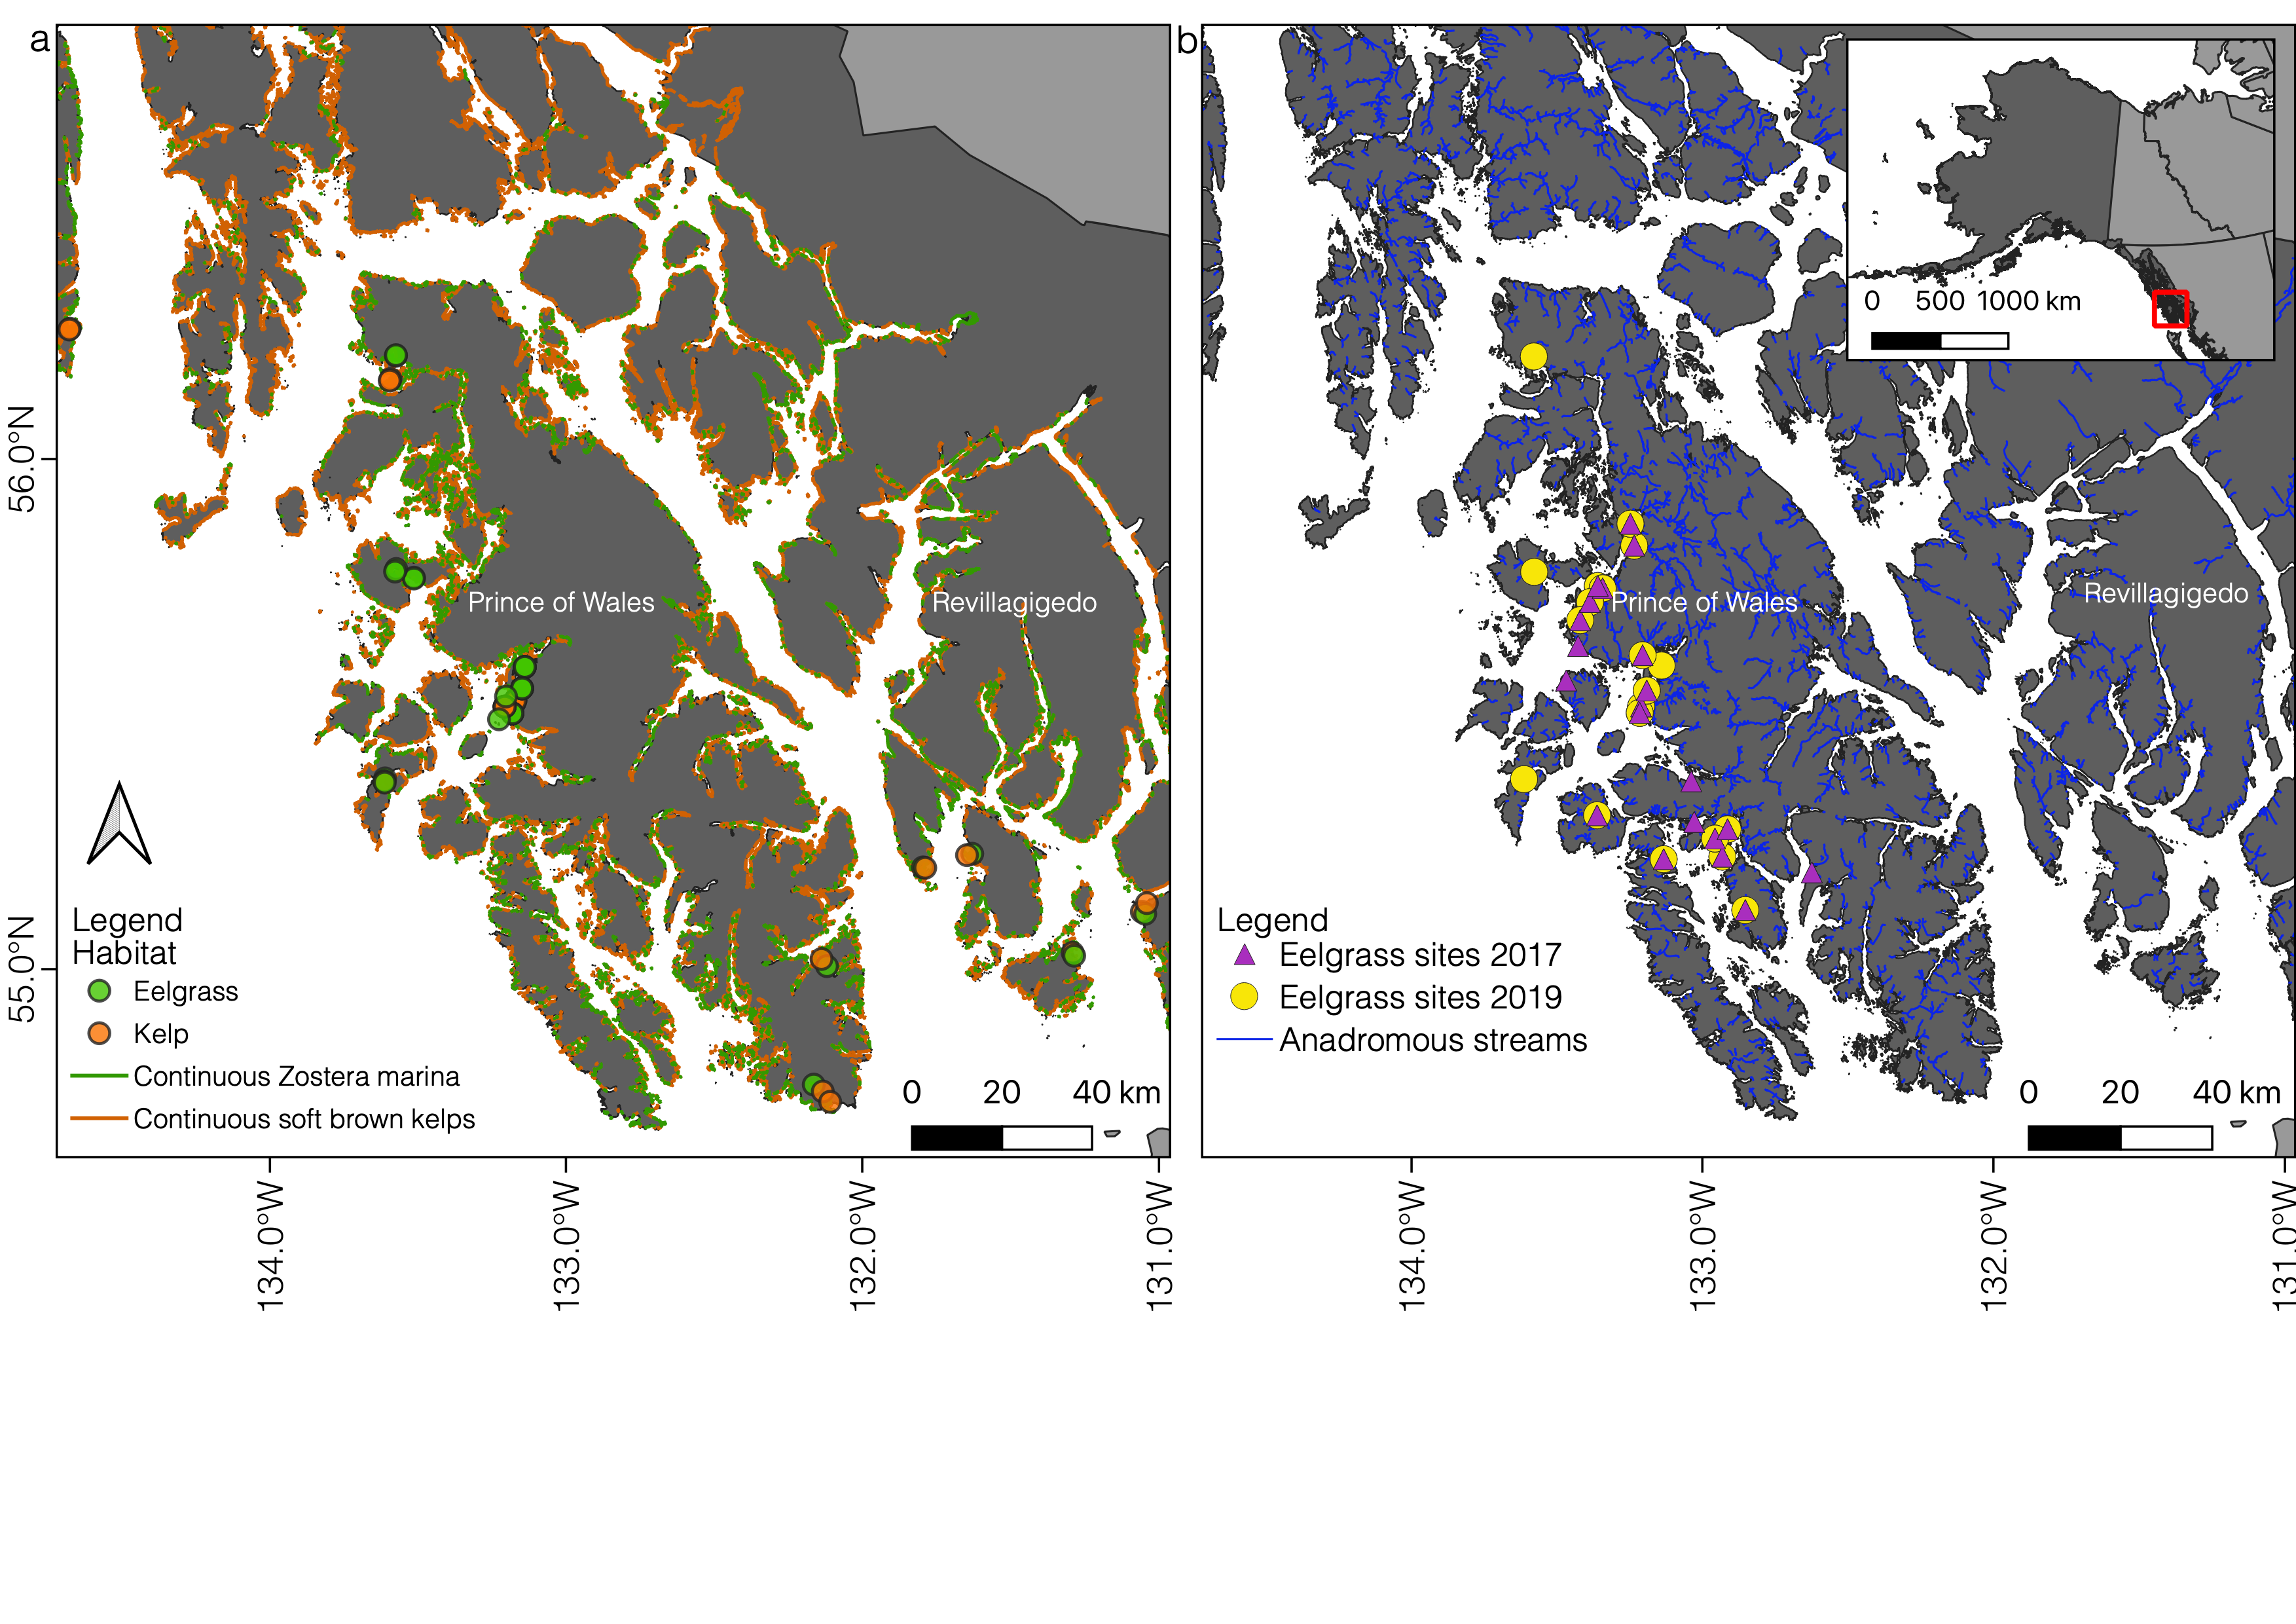 a
56.0°N
55.0°N
Prince of Wales
Revillagigedo
Legend
Habitat
Eelgrass
Kelp
Continuous Zostera marina
Continuous soft brown kelps
0 20 40 km
134.0°W
133.0°W
132.0°W
131.0°W
b
0 500 1000 km
Prince of Wales
Revillagigedo
Legend
Eelgrass sites 2017
Eelgrass sites 2019
Anadromous streams
0 20 40 km
134.0°W
133.0°W
132.0°W
131.0°W